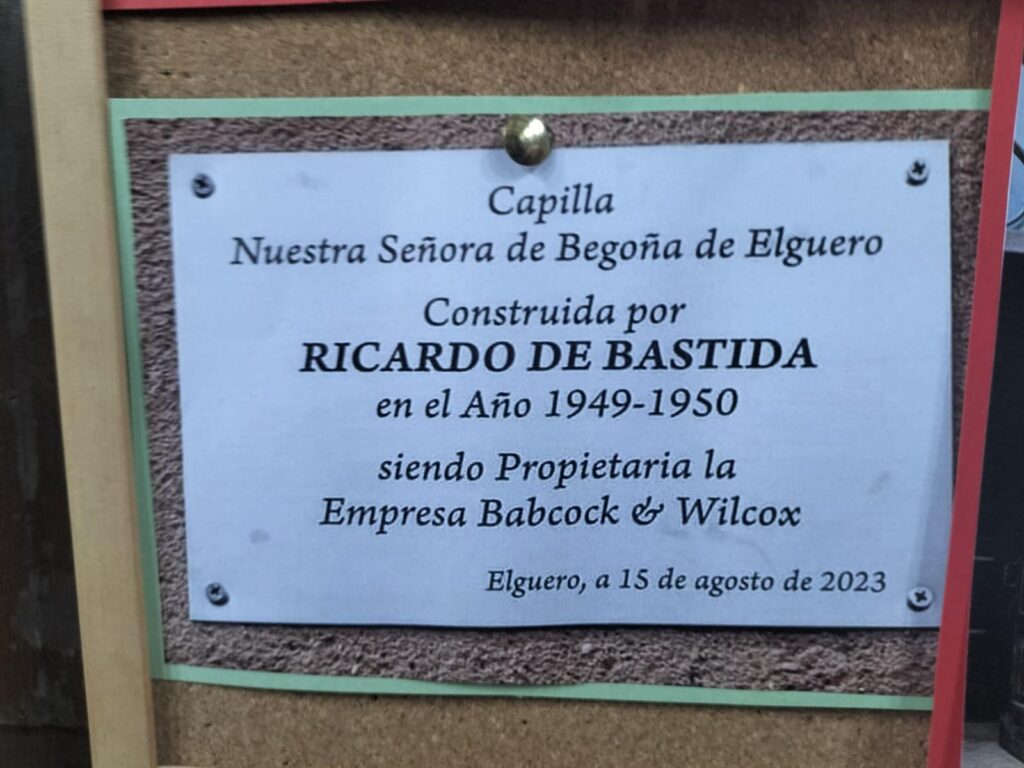 Capilla
Nuestra Señora de Begoña de Elguero
Construida por
RICARDO DE BASTIDA
en el Año 1949-1950
siendo Propietaria la
Empresa Babcock & Wilcox
Elguero, a 15 de agosto de 2023